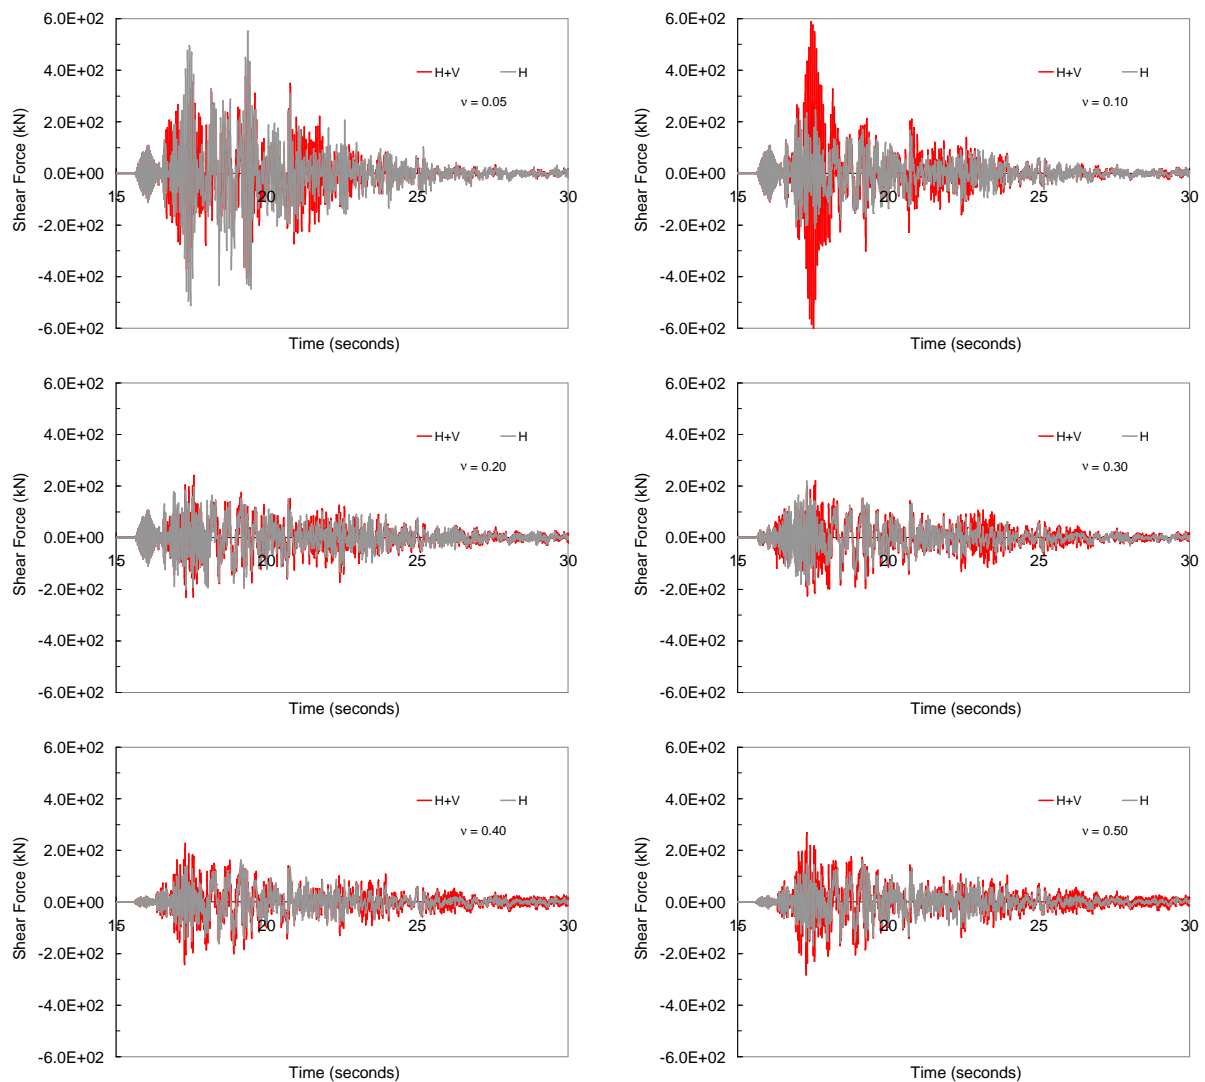 6.0E+02
4.0E+02
2.0E+02
0.0E+00
-2.0E+02
-4.0E+02
-6.0E+02
Shear Force (kN)
H+V H
ν = 0.05
15 20 25 30
Time (seconds)
6.0E+02
4.0E+02
2.0E+02
0.0E+00
-2.0E+02
-4.0E+02
-6.0E+02
Shear Force (kN)
H+V H
ν = 0.10
15 20 25 30
Time (seconds)
6.0E+02
4.0E+02
2.0E+02
0.0E+00
-2.0E+02
-4.0E+02
-6.0E+02
Shear Force (kN)
H+V H
ν = 0.20
15 20 25 30
Time (seconds)
6.0E+02
4.0E+02
2.0E+02
0.0E+00
-2.0E+02
-4.0E+02
-6.0E+02
Shear Force (kN)
H+V H
ν = 0.30
15 20 25 30
Time (seconds)
6.0E+02
4.0E+02
2.0E+02
0.0E+00
-2.0E+02
-4.0E+02
-6.0E+02
Shear Force (kN)
H+V H
ν = 0.40
15 20 25 30
Time (seconds)
6.0E+02
4.0E+02
2.0E+02
0.0E+00
-2.0E+02
-4.0E+02
-6.0E+02
Shear Force (kN)
H+V H
ν = 0.50
15 20 25 30
Time (seconds)